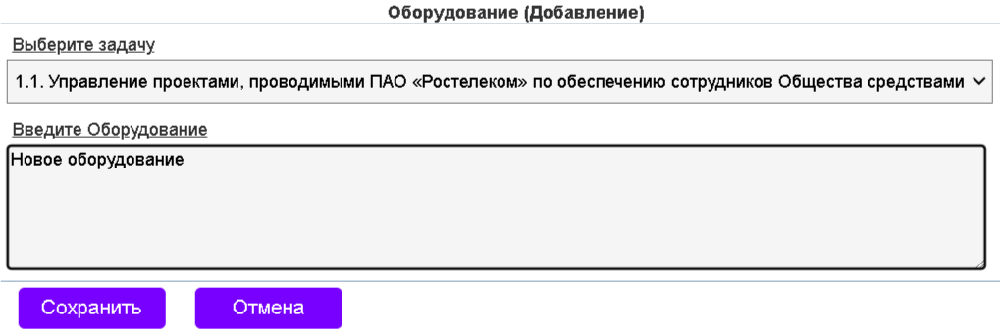 Оборудование (Добавление)
Выберите задачу
1.1. Управление проектами, проводимыми ПАО «Ростелеком» по обеспечению сотрудников Общества средствами
Введите Оборудование
Новое оборудование
Сохранить Отмена